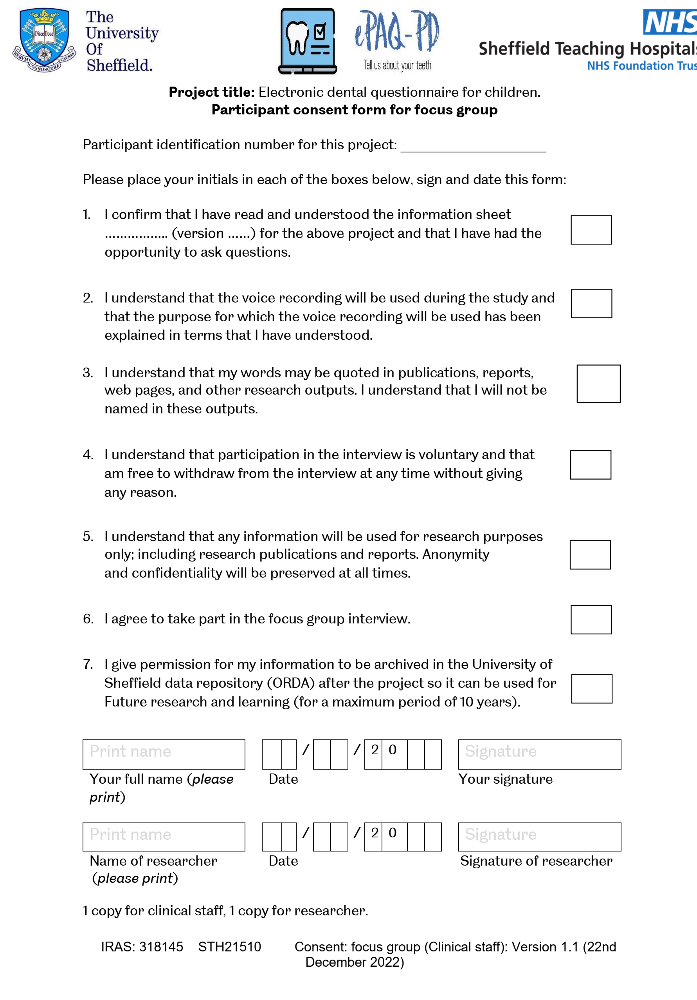 The
University
Of
Sheffield.
Disce Doce
RERVM COGNOSCERE CAVSAS
ePAQ-PD
Tell us about your teeth
NHS
Sheffield Teaching Hospitals
NHS Foundation Trus
Project title: Electronic dental questionnaire for children.
Participant consent form for focus group
Participant identification number for this project: ___________________
Please place your initials in each of the boxes below, sign and date this form:
1. I confirm that I have read and understood the information sheet
…………….. (version ……) for the above project and that I have had the
opportunity to ask questions.
2. I understand that the voice recording will be used during the study and
that the purpose for which the voice recording will be used has been
explained in terms that I have understood.
3. I understand that my words may be quoted in publications, reports,
web pages, and other research outputs. I understand that I will not be
named in these outputs.
4. I understand that participation in the interview is voluntary and that
am free to withdraw from the interview at any time without giving
any reason.
5. I understand that any information will be used for research purposes
only; including research publications and reports. Anonymity
and confidentiality will be preserved at all times.
6. I agree to take part in the focus group interview.
7. I give permission for my information to be archived in the University of
Sheffield data repository (ORDA) after the project so it can be used for
Future research and learning (for a maximum period of 10 years).
Print name / / 2 0 Signature
Your full name (please Date Your signature
print)
Print name / / 2 0 Signature
Name of researcher Date Signature of researcher
(please print)
1 copy for clinical staff, 1 copy for researcher.
IRAS: 318145 STH21510 Consent: focus group (Clinical staff): Version 1.1 (22nd
December 2022)